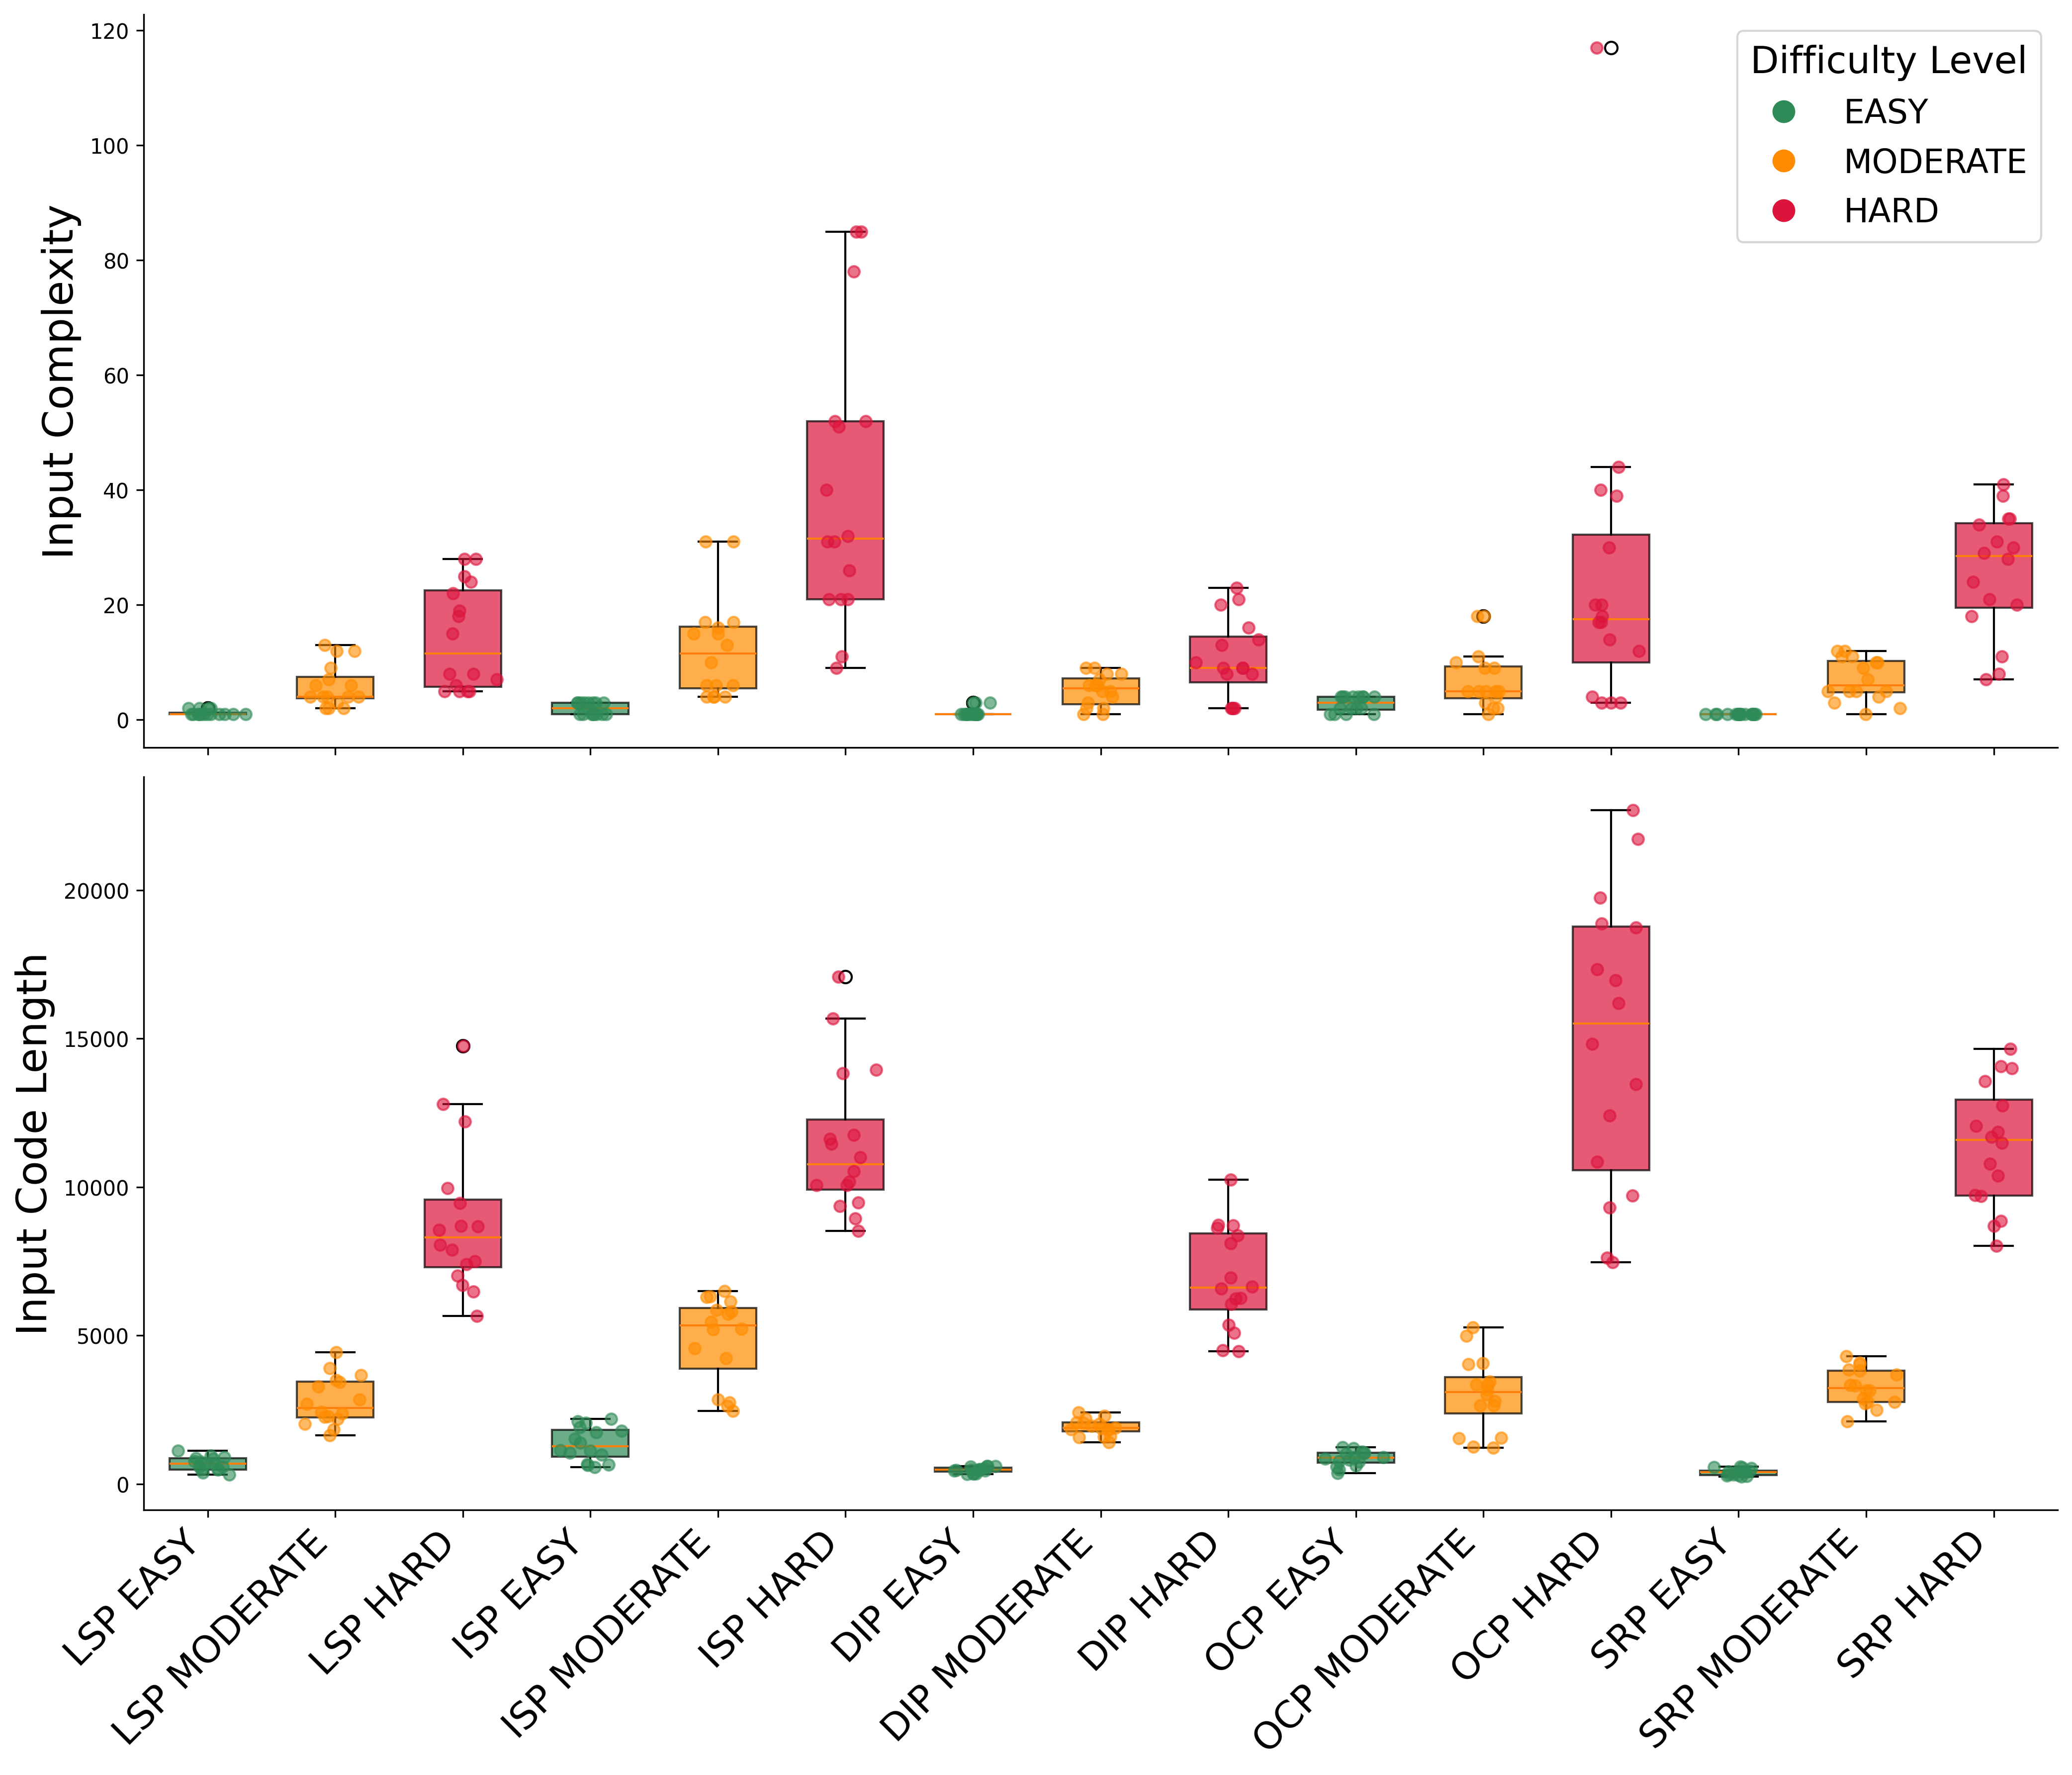 Input Complexity
120
100
80
60
40
20
0
Difficulty Level
EASY
MODERATE
HARD
Input Code Length
20000
15000
10000
5000
0
LSP EASY
LSP MODERATE
LSP HARD
ISP EASY
ISP MODERATE
ISP HARD
DIP EASY
DIP MODERATE
DIP HARD
OCP EASY
OCP MODERATE
OCP HARD
SRP EASY
SRP MODERATE
SRP HARD